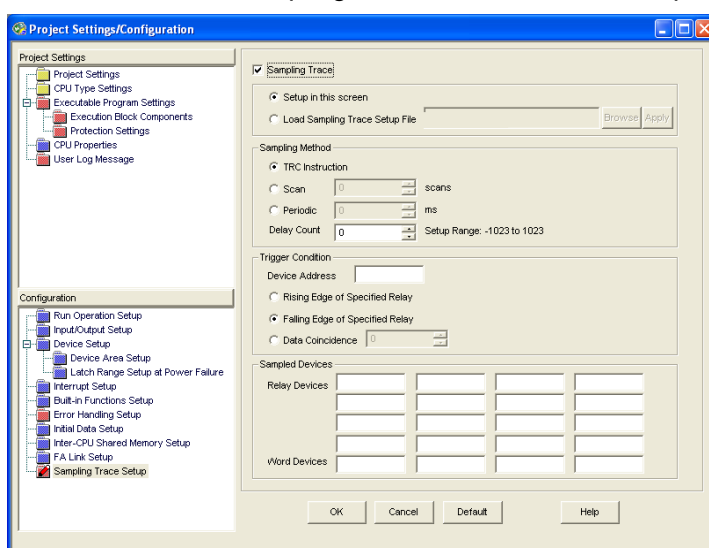 Project Settings/Configuration
Project Settings
Project Settings
CPU Type Settings
Executable Program Settings
Execution Block Components
Protection Settings
CPU Properties
User Log Message
Configuration
Run Operation Setup
Input/Output Setup
Device Setup
Device Area Setup
Latch Range Setup at Power Failure
Interrupt Setup
Built-in Functions Setup
Error Handling Setup
Initial Data Setup
Inter-CPU Shared Memory Setup
FA Link Setup
Sampling Trace Setup
Sampling Trace
Setup in this screen
Load Sampling Trace Setup File Browse Apply
Sampling Method
TRC Instruction
Scan 0 scans
Periodic 0 ms
Delay Count 0 Setup Range: -1023 to 1023
Trigger Condition
Device Address
Rising Edge of Specified Relay
Falling Edge of Specified Relay
Data Coincidence 0
Sampled Devices
Relay Devices
Word Devices
OK Cancel Default Help